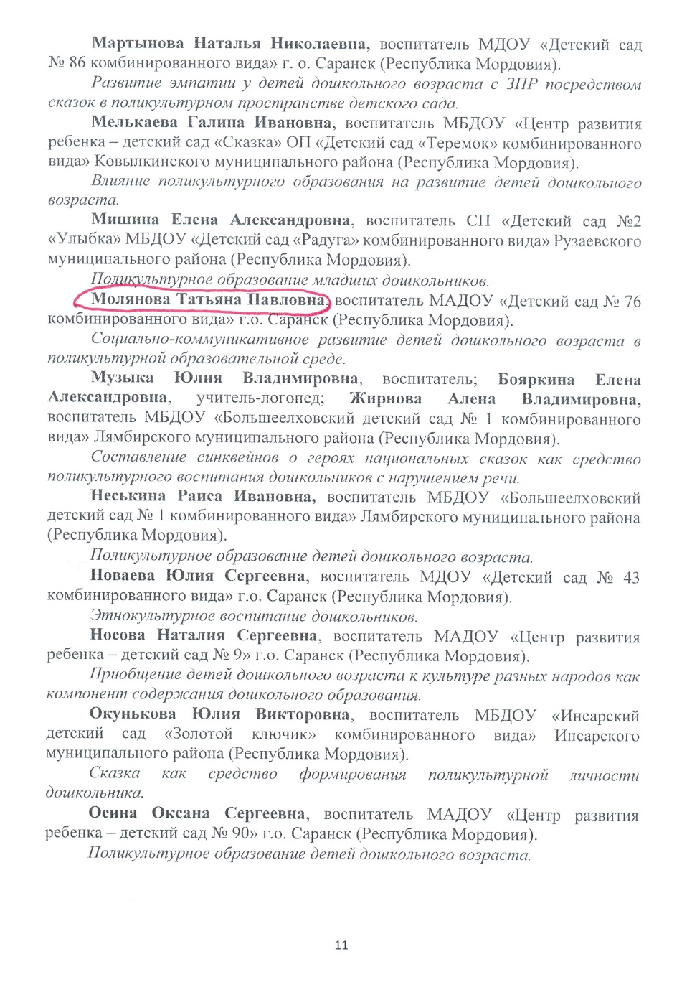 Мартынова Наталья Николаевна, воспитатель МДОУ «Детский сад
№ 86 комбинированного вида» г. о. Саранск (Республика Мордовия).
Развитие эмпатии у детей дошкольного возраста с ЗПР посредством
сказок в поликультурном пространстве детского сада.
Мелькаева Галина Ивановна, воспитатель МБДОУ «Центр развития
ребенка – детский сад «Сказка» ОП «Детский сад «Теремок» комбинированного
вида» Ковылкинского муниципального района (Республика Мордовия).
Влияние поликультурного образования на развитие детей дошкольного
возраста.
Мишина Елена Александровна, воспитатель СП «Детский сад №2
«Улыбка» МБДОУ «Детский сад «Радуга» комбинированного вида» Рузаевского
муниципального района (Республика Мордовия).
Поликультурное образование младших дошкольников.
Молянова Татьяна Павловна, воспитатель МАДОУ «Детский сад № 76
комбинированного вида» г.о. Саранск (Республика Мордовия).
Социально-коммуникативное развитие детей дошкольного возраста в
поликультурной образовательной среде.
Музыка Юлия Владимировна, воспитатель; Бояркина Елена
Александровна, учитель-логопед; Жирнова Алена Владимировна,
воспитатель МБДОУ «Большеелховский детский сад № 1 комбинированного
вида» Лямбирского муниципального района (Республика Мордовия).
Составление синквейнов о героях национальных сказок как средство
поликультурного воспитания дошкольников с нарушением речи.
Неськина Раиса Ивановна, воспитатель МБДОУ «Большеелховский
детский сад № 1 комбинированного вида» Лямбирского муниципального района
(Республика Мордовия).
Поликультурное образование детей дошкольного возраста.
Новаева Юлия Сергеевна, воспитатель МДОУ «Детский сад № 43
комбинированного вида» г.о. Саранск (Республика Мордовия).
Этнокультурное воспитание дошкольников.
Носова Наталия Сергеевна, воспитатель МАДОУ «Центр развития
ребенка – детский сад № 9» г.о. Саранск (Республика Мордовия).
Приобщение детей дошкольного возраста к культуре разных народов как
компонент содержания дошкольного образования.
Окунькова Юлия Викторовна, воспитатель МБДОУ «Инсарский
детский сад «Золотой ключик» комбинированного вида» Инсарского
муниципального района (Республика Мордовия).
Сказка как средство формирования поликультурной личности
дошкольника.
Осина Оксана Сергеевна, воспитатель МАДОУ «Центр развития
ребенка – детский сад № 90» г.о. Саранск (Республика Мордовия).
Поликультурное образование детей дошкольного возраста.
11